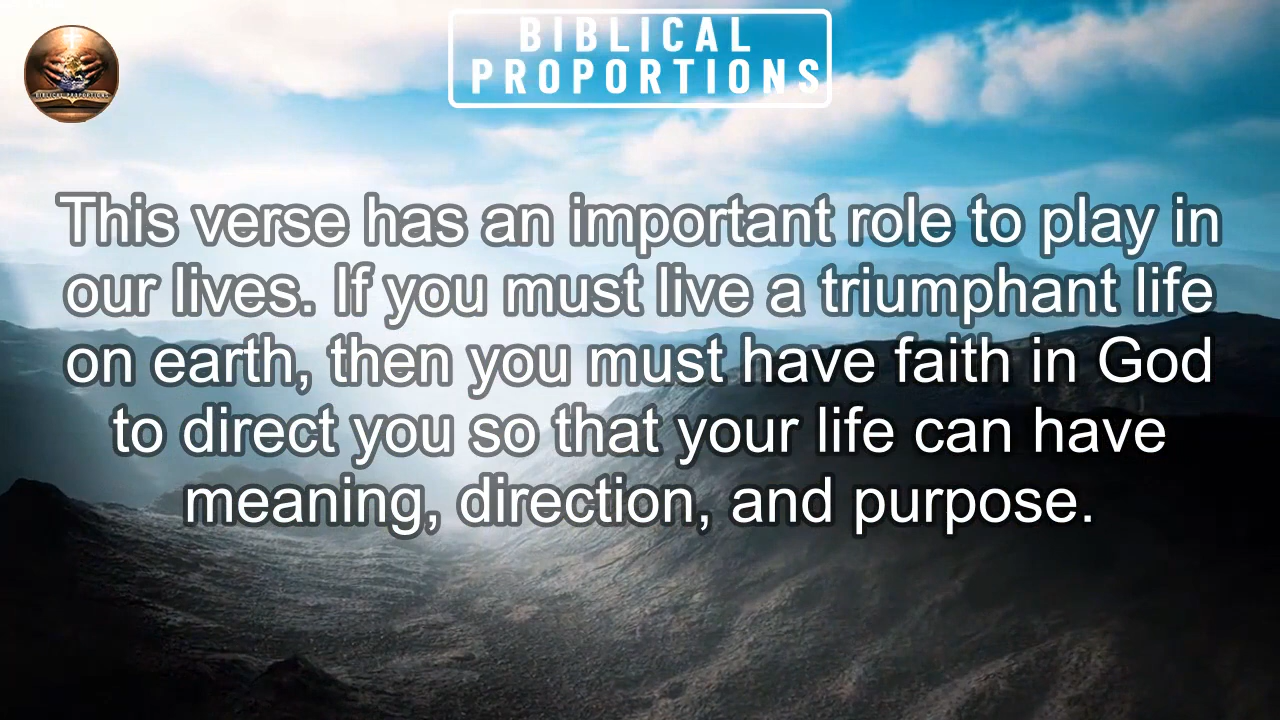 BIBLICAL
PROPORTIONS
This verse has an important role to play in
our lives. If you must live a triumphant life
on earth, then you must have faith in God
to direct you so that your life can have
meaning, direction, and purpose.